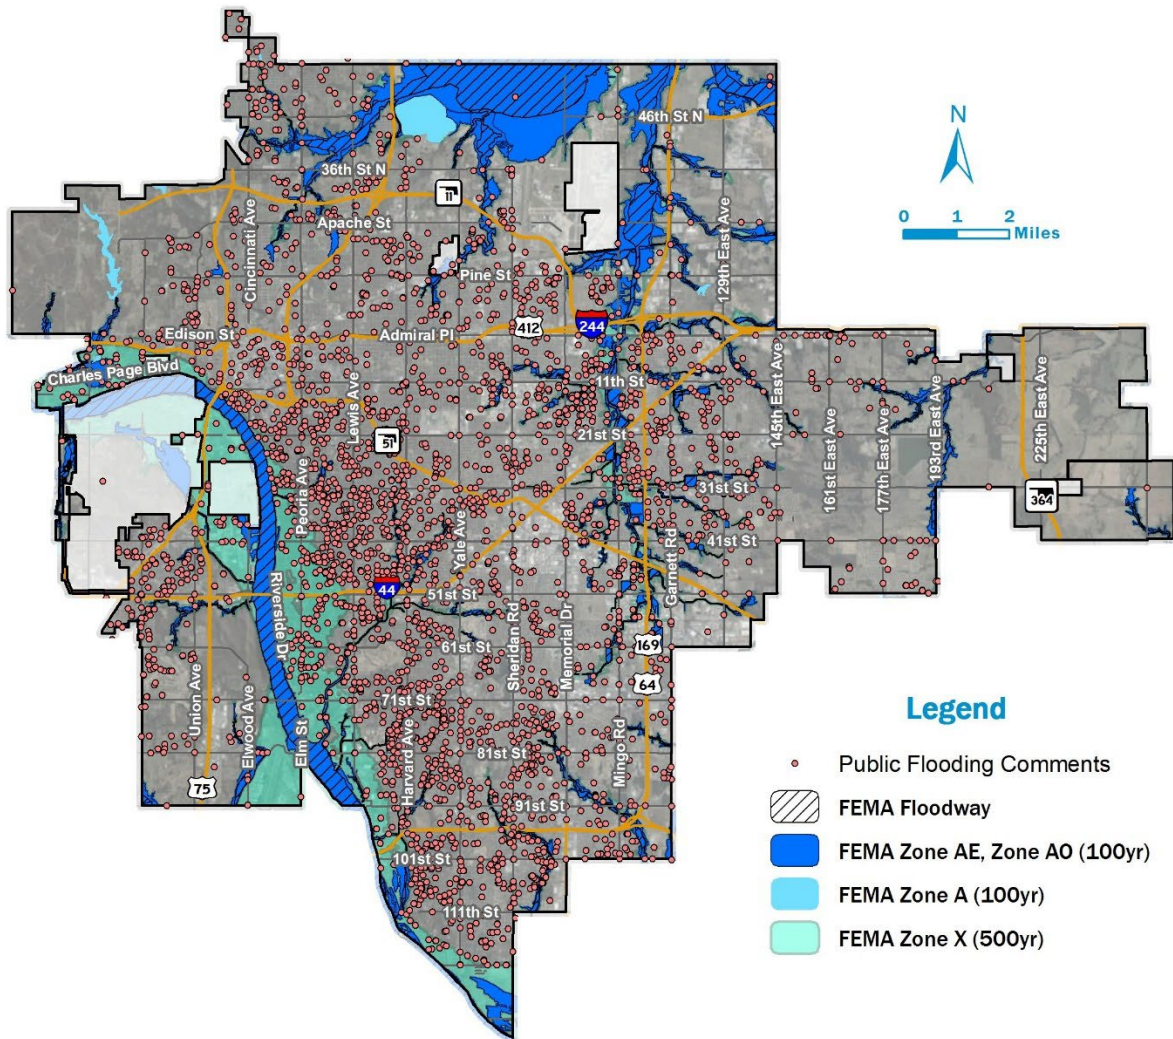 46th St N
N
36th St N
11
0 1 2
Miles
Cincinnati Ave
Apache St
Pine St
129th East Ave
Edison St
Admiral Pl
412
244
Charles Page Blvd
11th St
Lewis Ave
51
21st St
145th East Ave
161st East Ave
177th East Ave
193rd East Ave
225th East Ave
Peoria Ave
31st St
364
Yale Ave
41st St
Garnett Rd
44
51st St
Riverside Dr
Sheridan Rd
Memorial Dr
61st St
169
64
Union Ave
Elwood Ave
Elm St
71st St
Harvard Ave
81st St
Mingo Rd
75
91st St
101st St
111th St
Legend
Public Flooding Comments
FEMA Floodway
FEMA Zone AE, Zone AO (100yr)
FEMA Zone A (100yr)
FEMA Zone X (500yr)